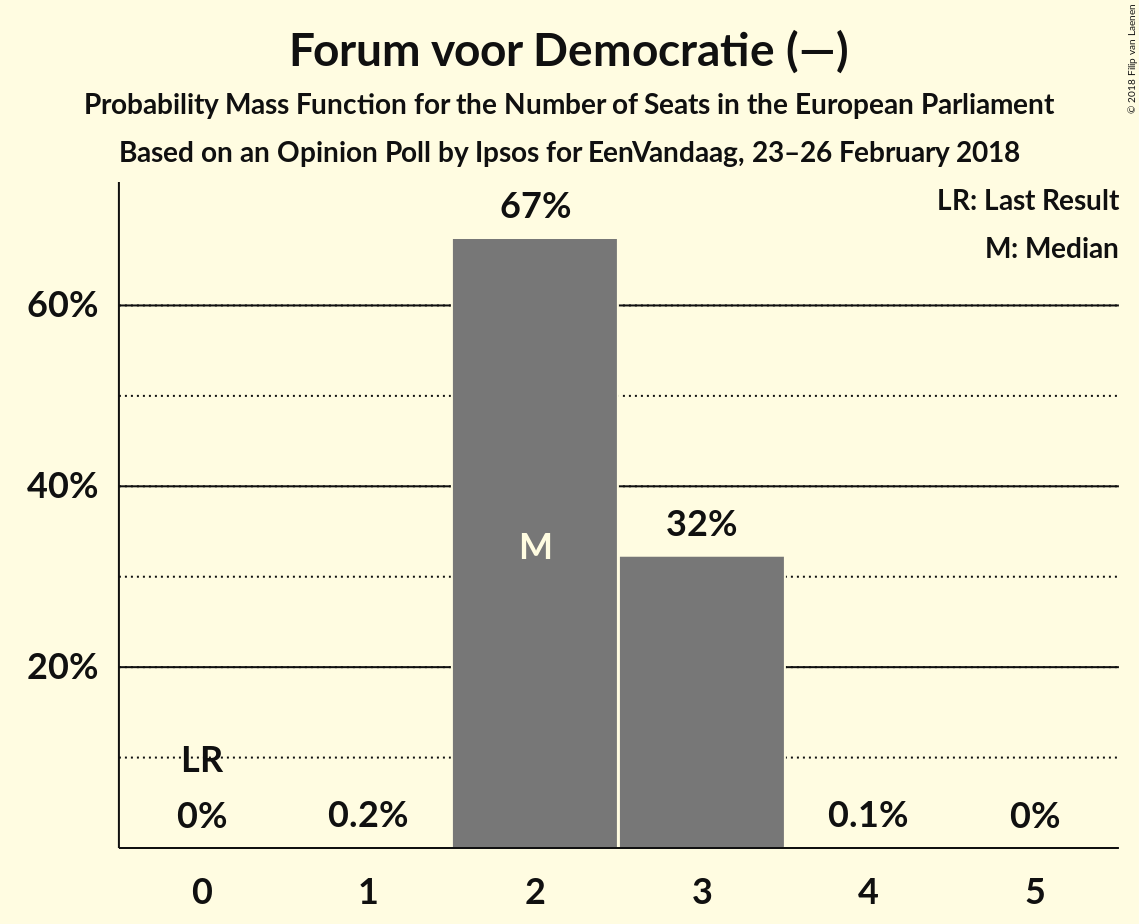 Forum voor Democratie (—)
Probability Mass Function for the Number of Seats in the European Parliament
Based on an Opinion Poll by Ipsos for EenVandaag, 23–26 February 2018
© 2018 Filip van Laenen
LR: Last Result
M: Median
67%
60%
40%
32%
M
20%
LR
0% 0.2% 0.1% 0%
0 1 2 3 4 5